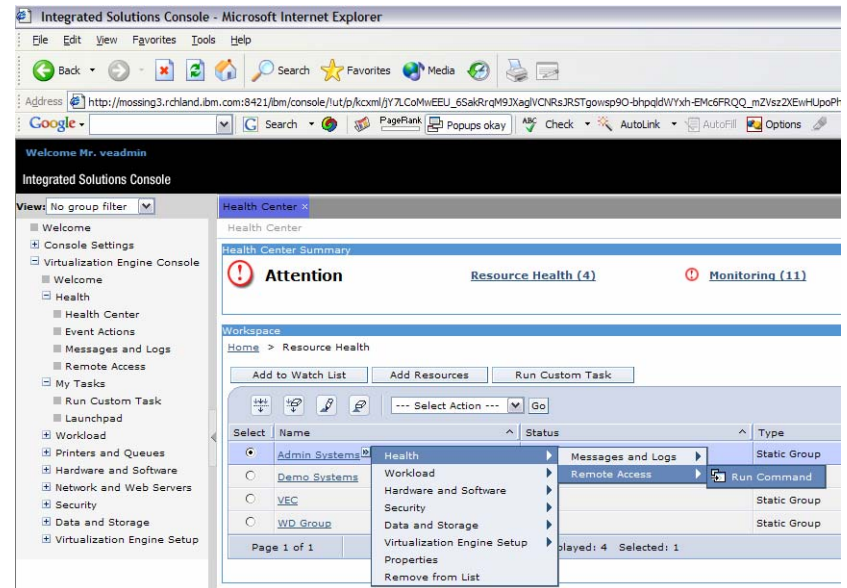 Integrated Solutions Console - Microsoft Internet Explorer
File Edit View Favorites Tools Help
Back Search Favorites Media
Address http://mossing3.rchland.ibm.com:8421/ibm/console/!ut/p/kcxml/
Google Search PageRank Popups okay ABC Check AutoLink AutoFill Options
Welcome Mr. veadmin
Integrated Solutions Console
View: No group filter
Welcome
Console Settings
Virtualization Engine Console
Welcome
Health
Health Center
Event Actions
Messages and Logs
Remote Access
My Tasks
Run Custom Task
Launchpad
Workload
Printers and Queues
Hardware and Software
Network and Web Servers
Security
Data and Storage
Virtualization Engine Setup
Health Center ×
Health Center
Health Center Summary
Attention Resource Health (4) Monitoring (11)
Workspace
Home > Resource Health
Add to Watch List Add Resources Run Custom Task
--- Select Action --- Go
Select Name Status Type
Admin Systems Static Group
Demo Systems
VEC Static Group
WD Group Static Group
Page 1 of 1 played: 4 Selected: 1
Health
Workload
Hardware and Software
Security
Data and Storage
Virtualization Engine Setup
Properties
Remove from List
Messages and Logs
Remote Access
Run Command